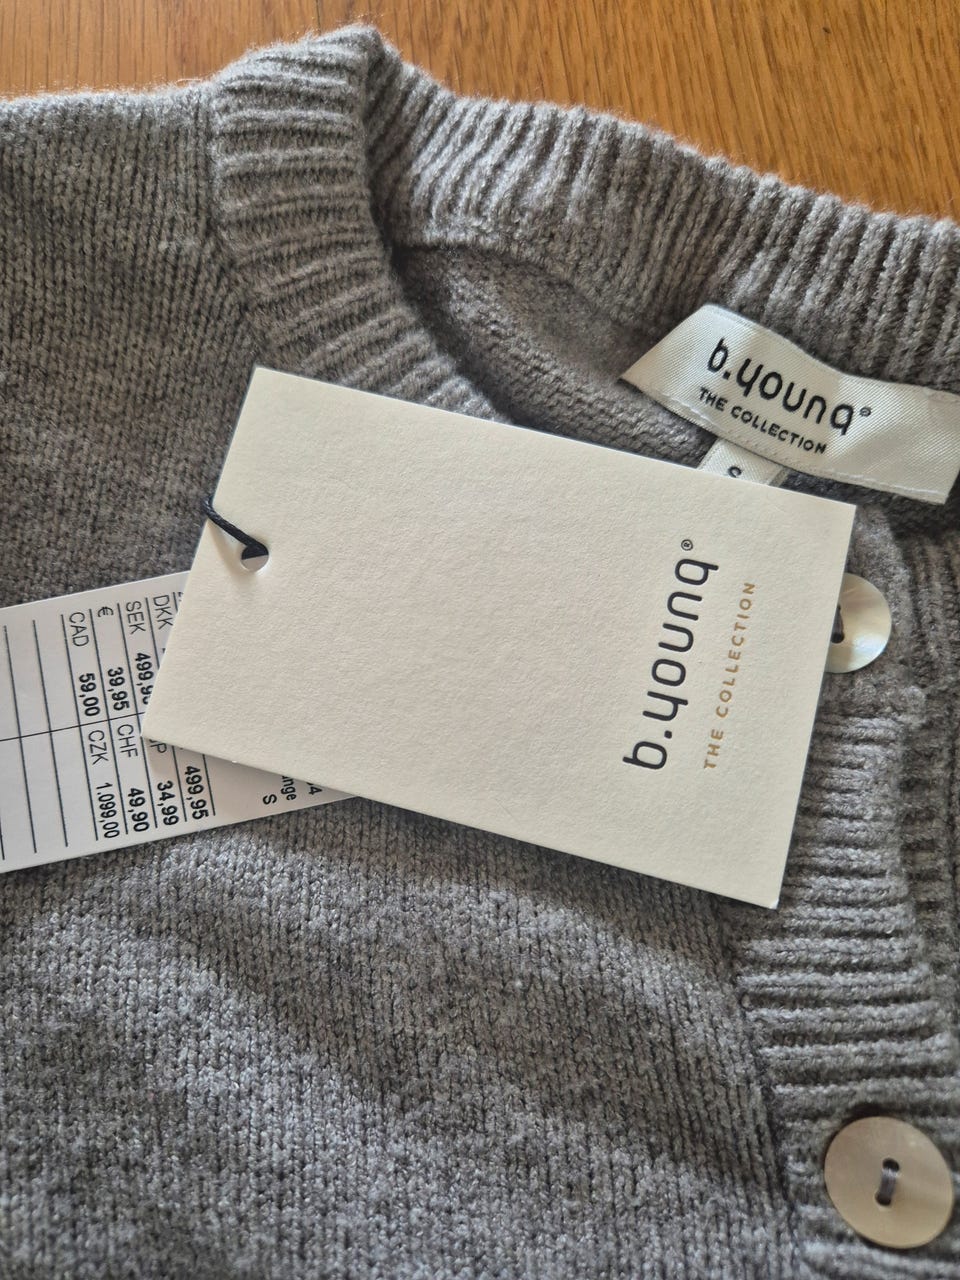 b.young®
THE COLLECTION
S
b.young®
THE COLLECTION
DKK
SEK 499,95
€ 39,95 CHF 49,90
CAD 59,00 CZK 1.099,00
499,95
34,99
S